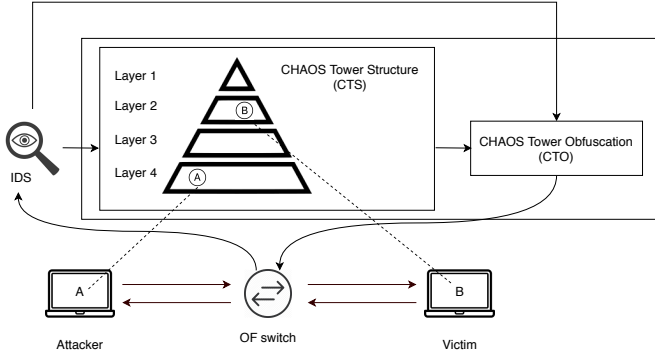 Layer 1
Layer 2
Layer 3
Layer 4
CHAOS Tower Structure
(CTS)
B
A
CHAOS Tower Obfuscation
(CTO)
IDS
A
B
Attacker
OF switch
Victim